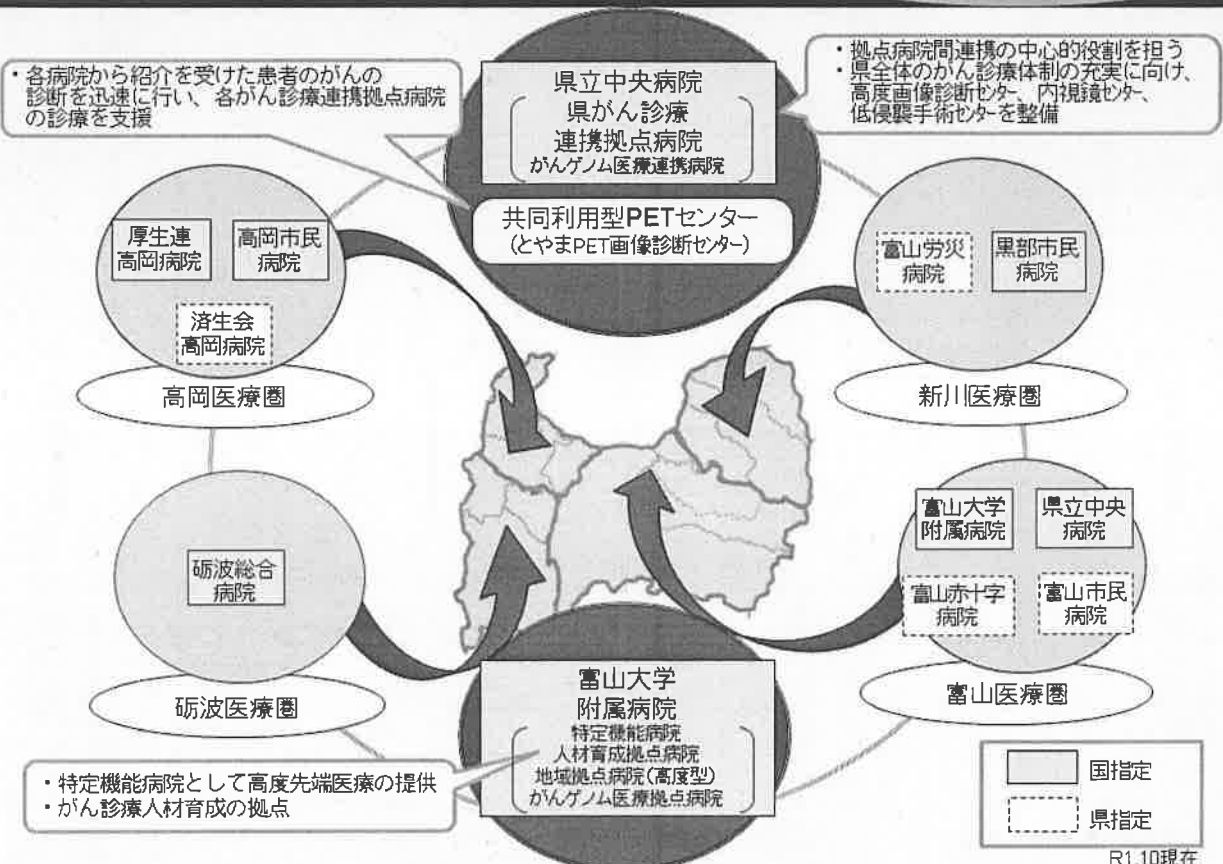 ・各病院から紹介を受けた患者のがんの
診断を迅速に行い、各がん診療連携拠点病院
の診療を支援
県立中央病院
県がん診療
連携拠点病院
がんゲノム医療連携病院
共同利用型PETセンター
(とやまPET画像診断センター)
・拠点病院間連携の中心的役割を担う
・県全体のがん診療体制の充実に向け、
高度画像診断センター、内視鏡センター、
低侵襲手術センターを整備
厚生連
高岡病院
高岡市民
病院
済生会
高岡病院
高岡医療圏
富山労災
病院
黒部市民
病院
新川医療圏
砺波総合
病院
砺波医療圏
富山大学
附属病院
県立中央
病院
富山赤十字
病院
富山市民
病院
富山医療圏
富山大学
附属病院
特定機能病院
人材育成拠点病院
地域拠点病院(高度型)
がんゲノム医療拠点病院
・特定機能病院として高度先端医療の提供
・がん診療人材育成の拠点
国指定
県指定
R1.10現在